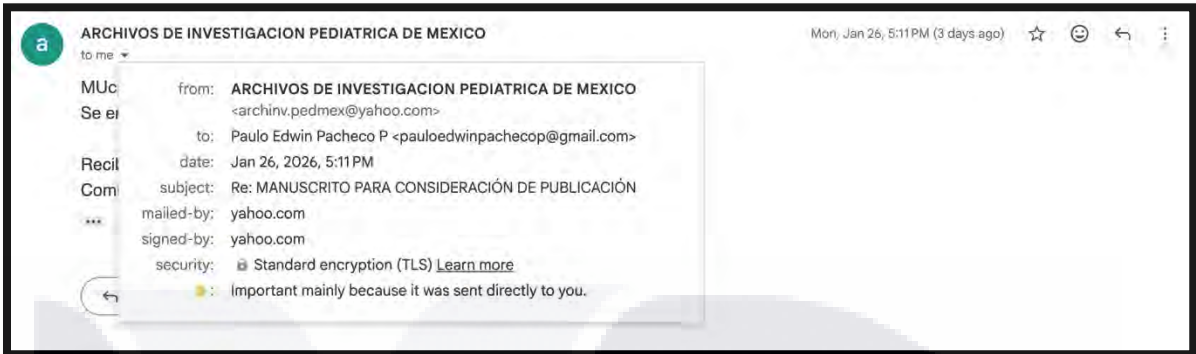 a
ARCHIVOS DE INVESTIGACION PEDIATRICA DE MEXICO
Mon, Jan 26, 5:11 PM (3 days ago)
to me
MUc
from: ARCHIVOS DE INVESTIGACION PEDIATRICA DE MEXICO
Se en
<archinv.pedmex@yahoo.com>
to: Paulo Edwin Pacheco P <pauloedwinpachecop@gmail.com>
Recib
date: Jan 26, 2026, 5:11 PM
Com
subject: Re: MANUSCRITO PARA CONSIDERACIÓN DE PUBLICACIÓN
mailed-by: yahoo.com
signed-by: yahoo.com
security: Standard encryption (TLS) Learn more
: Important mainly because it was sent directly to you.